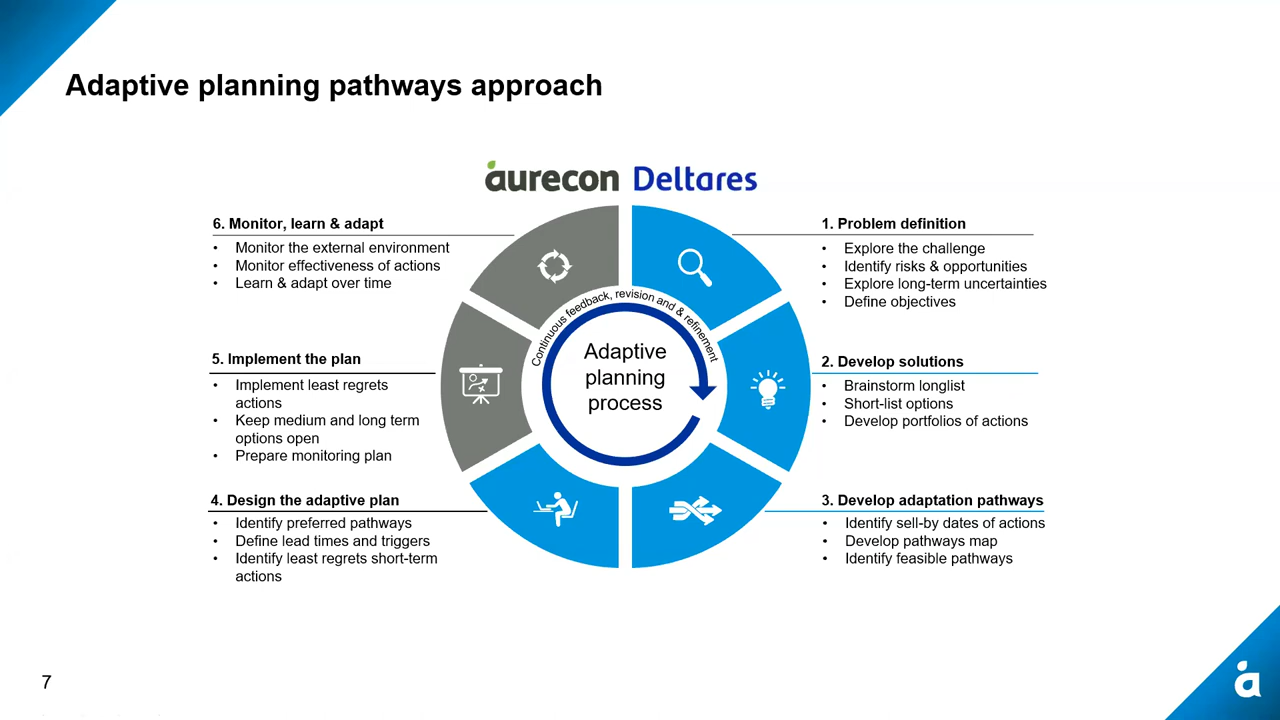 Adaptive planning pathways approach
aurecon Deltares
6. Monitor, learn & adapt
• Monitor the external environment
• Monitor effectiveness of actions
• Learn & adapt over time
1. Problem definition
• Explore the challenge
• Identify risks & opportunities
• Explore long-term uncertainties
• Define objectives
Continuous feedback, revision and & refinement
Adaptive
planning
process
5. Implement the plan
• Implement least regrets
actions
• Keep medium and long term
options open
• Prepare monitoring plan
2. Develop solutions
• Brainstorm longlist
• Short-list options
• Develop portfolios of actions
4. Design the adaptive plan
• Identify preferred pathways
• Define lead times and triggers
• Identify least regrets short-term
actions
3. Develop adaptation pathways
• Identify sell-by dates of actions
• Develop pathways map
• Identify feasible pathways
7
a